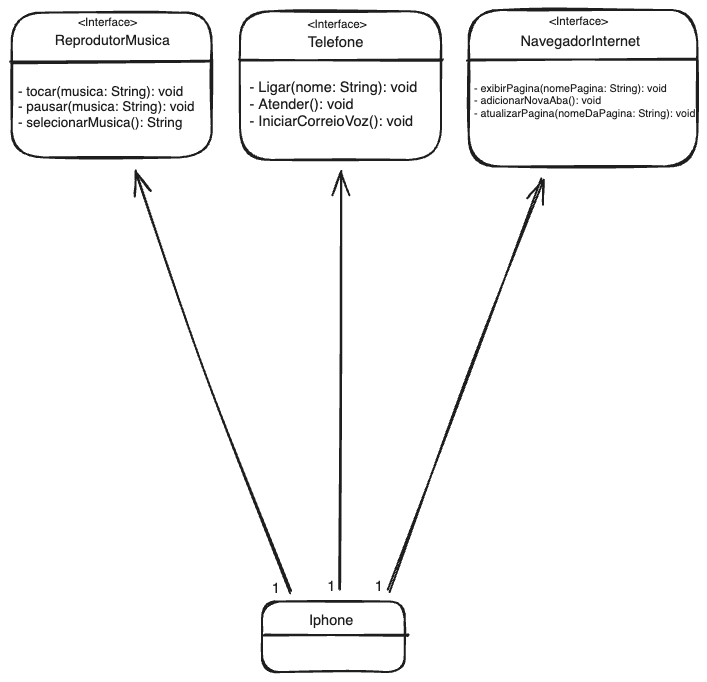 <Interface>
ReprodutorMusica
- tocar(musica: String): void
- pausar(musica: String): void
- selecionarMusica(): String
<Interface>
Telefone
- Ligar(nome: String): void
- Atender(): void
- IniciarCorreioVoz(): void
<Interface>
NavegadorInternet
- exibirPagina(nomePagina: String): void
- adicionarNovaAba(): void
- atualizarPagina(nomeDaPagina: String): void
1
1
1
Iphone